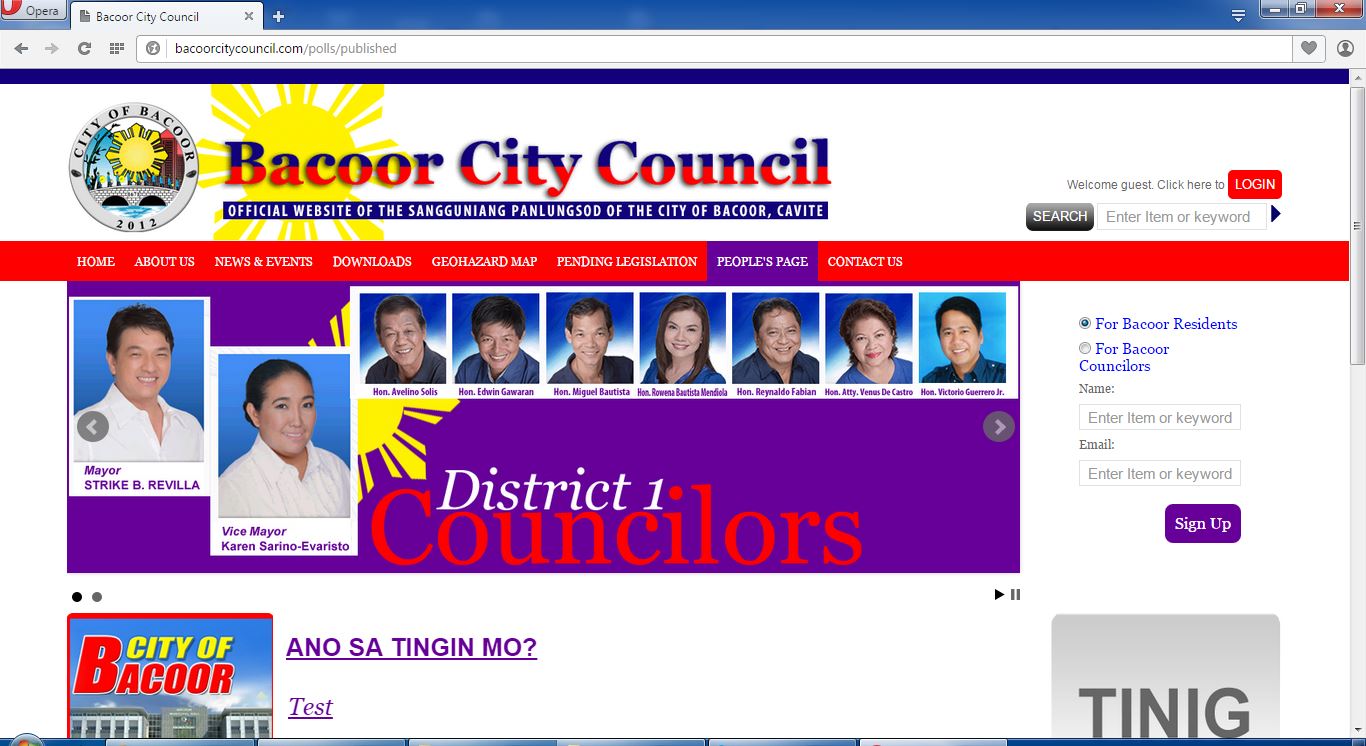 Opera
Bacoor City Council
bacoorcitycouncil.com/polls/published
CITY OF BACOOR
2012
Bacoor City Council
OFFICIAL WEBSITE OF THE SANGGUNIANG PANLUNGSOD OF THE CITY OF BACOOR, CAVITE
Welcome guest. Click here to LOGIN
SEARCH Enter Item or keyword
HOME ABOUT US NEWS & EVENTS DOWNLOADS GEOHAZARD MAP PENDING LEGISLATION PEOPLE'S PAGE CONTACT US
Hon. Avelino Solis Hon. Edwin Gawaran Hon. Miguel Bautista Hon. Rowena Bautista Mendiola Hon. Reynaldo Fabian Hon. Atty. Venus De Castro Hon. Victorio Guerrero Jr.
Mayor
STRIKE B. REVILLA
Vice Mayor
Karen Sarino-Evaristo
District 1
Councilors
For Bacoor Residents
For Bacoor
Councilors
Name:
Enter Item or keyword
Email:
Enter Item or keyword
Sign Up
CITY OF
BACOOR
ANO SA TINGIN MO?
Test
TINIG